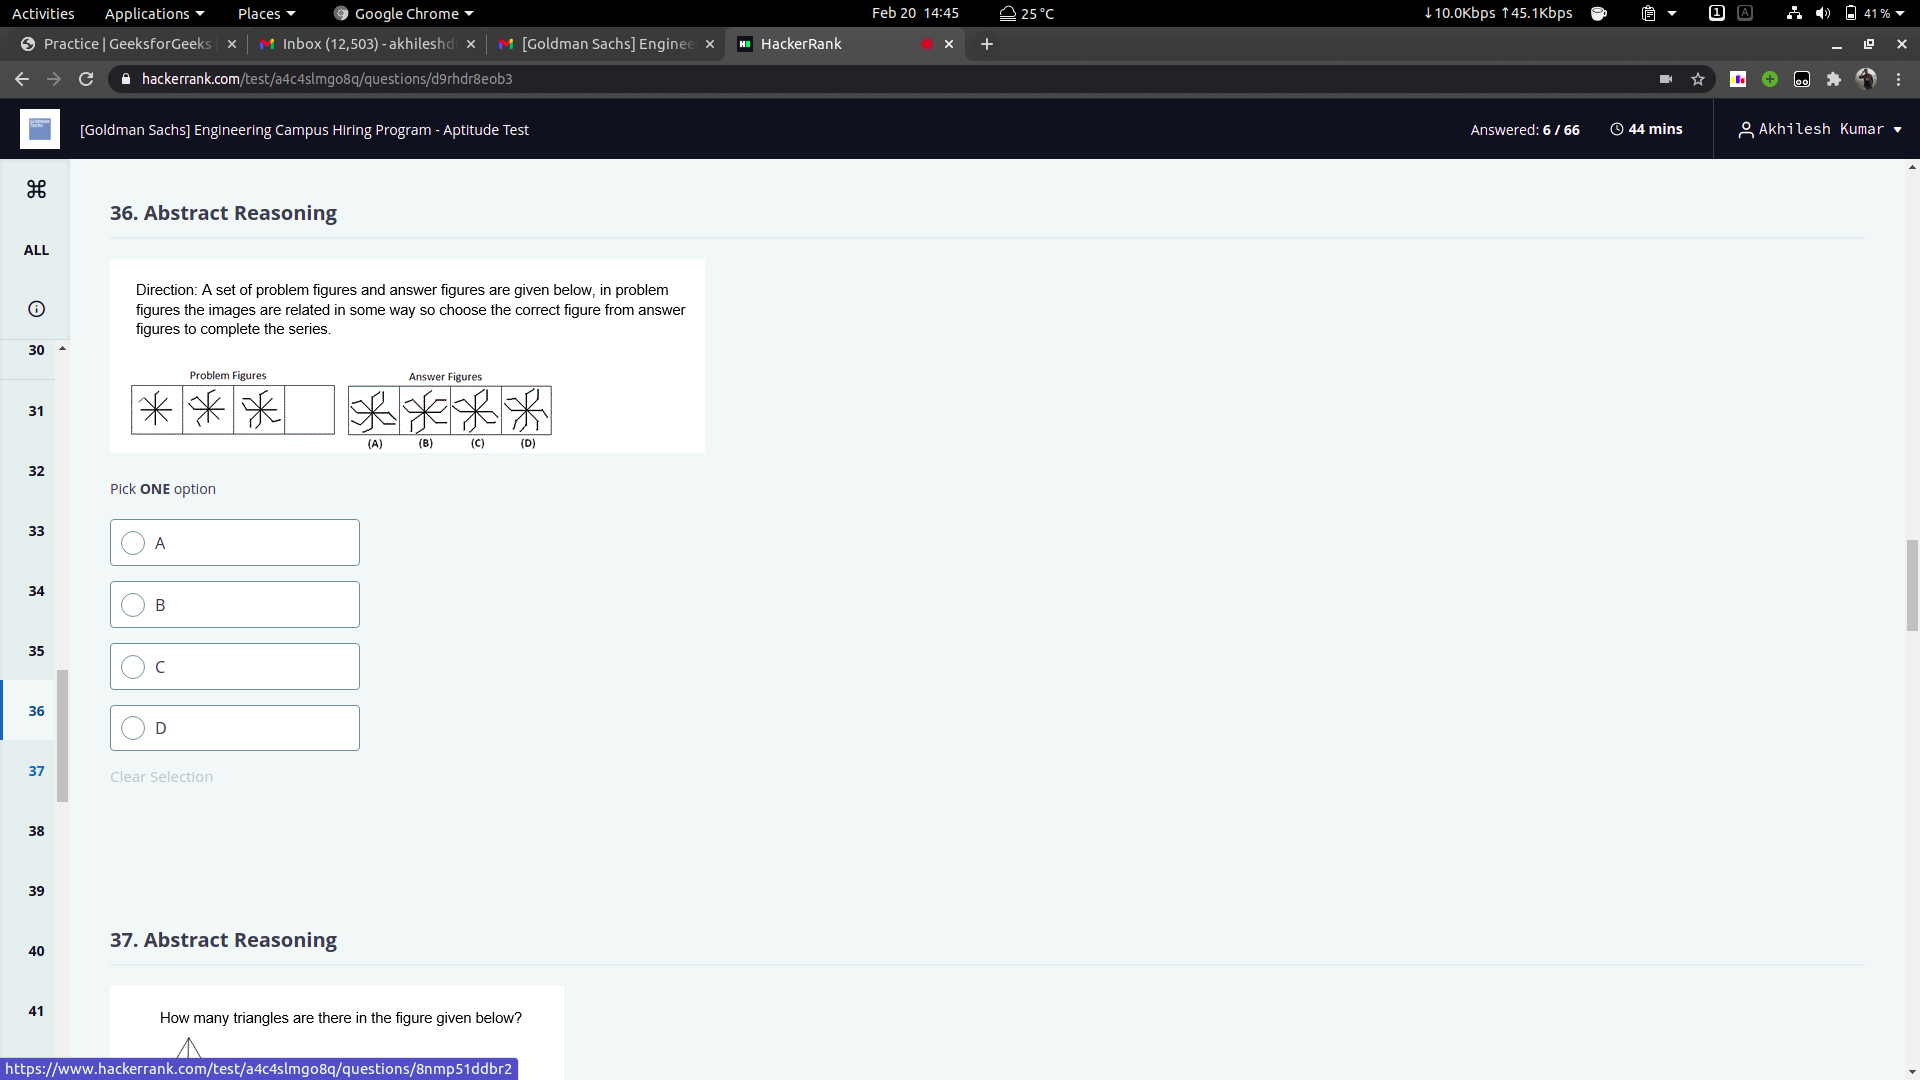 Activities Applications Places Google Chrome Feb 20 14:45 25 °C ↓10.0Kbps ↑45.1Kbps 1 A 41 %
Practice | GeeksforGeeks Inbox (12,503) - akhileshd [Goldman Sachs] Enginee HackerRank
hackerrank.com/test/a4c4slmgo8q/questions/d9rhdr8eob3
[Goldman Sachs] Engineering Campus Hiring Program - Aptitude Test Answered: 6 / 66 44 mins Akhilesh Kumar
ALL
30
31
32
33
34
35
36
37
38
39
40
41
36. Abstract Reasoning
Direction: A set of problem figures and answer figures are given below, in problem
figures the images are related in some way so choose the correct figure from answer
figures to complete the series.
Problem Figures Answer Figures
(A) (B) (C) (D)
Pick ONE option
A
B
C
D
Clear Selection
37. Abstract Reasoning
How many triangles are there in the figure given below?
https://www.hackerrank.com/test/a4c4slmgo8q/questions/8nmp51ddbr2